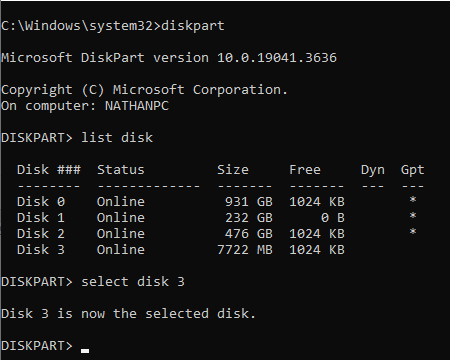 C:\Windows\system32>diskpart
Microsoft DiskPart version 10.0.19041.3636
Copyright (C) Microsoft Corporation.
On computer: NATHANPC
DISKPART> list disk
  Disk ###  Status         Size     Free     Dyn  Gpt
  --------  -------------  -------  -------  ---  ---
  Disk 0    Online          931 GB  1024 KB        *
  Disk 1    Online          232 GB      0 B        *
  Disk 2    Online          476 GB  1024 KB        *
  Disk 3    Online         7722 MB  1024 KB
DISKPART> select disk 3
Disk 3 is now the selected disk.
DISKPART>